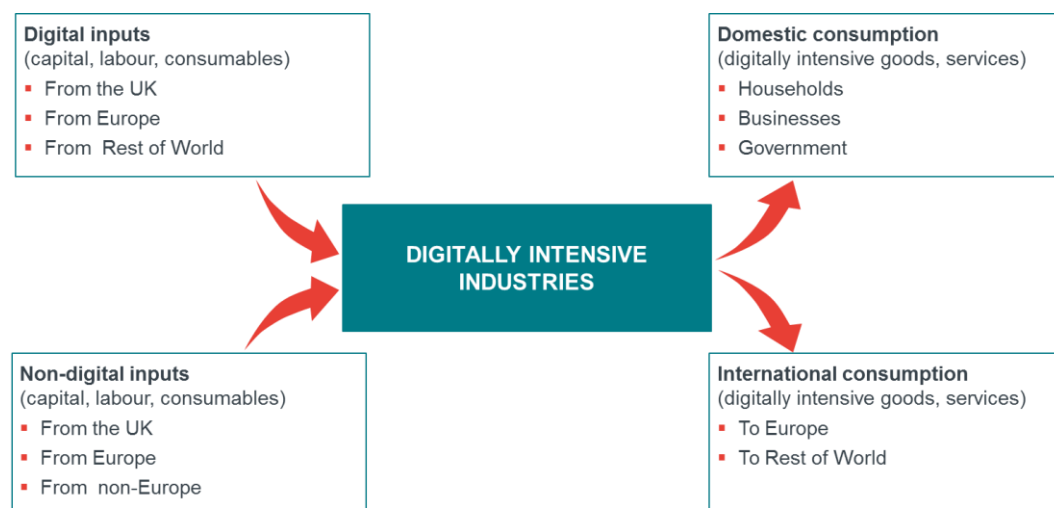 Digital inputs
(capital, labour, consumables)
From the UK
From Europe
From Rest of World
Domestic consumption
(digitally intensive goods, services)
Households
Businesses
Government
DIGITALLY INTENSIVE
INDUSTRIES
Non-digital inputs
(capital, labour, consumables)
From the UK
From Europe
From non-Europe
International consumption
(digitally intensive goods, services)
To Europe
To Rest of World